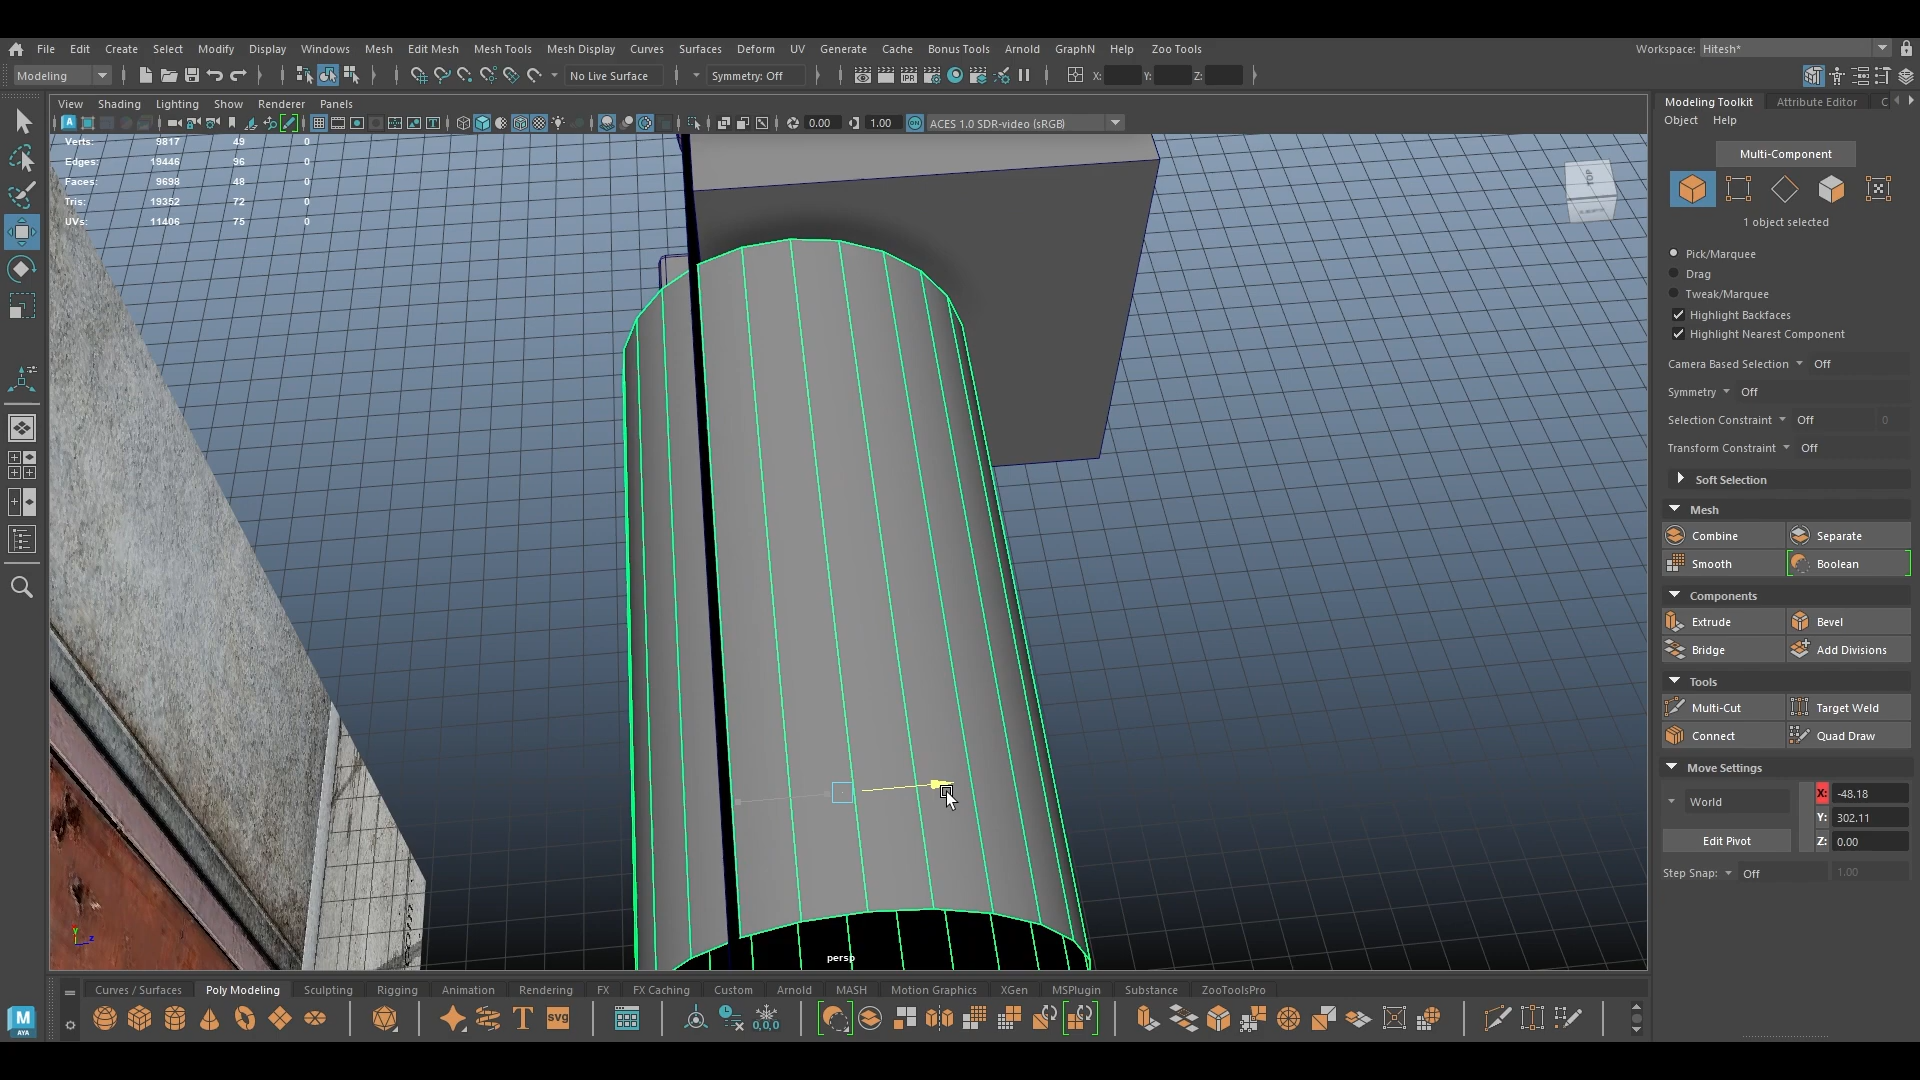 File Edit Create Select Modify Display Windows Mesh Edit Mesh Mesh Tools Mesh Display Curves Surfaces Deform UV Generate Cache Bonus Tools Arnold GraphN Help Zoo Tools Workspace: Hitesh*
Modeling No Live Surface Symmetry: Off IPR X: Y: Z:
View Shading Lighting Show Renderer Panels
0.00 1.00 ACES 1.0 SDR-video (sRGB)
Verts: 9817 49 0
Edges: 19446 96 0
Faces: 9698 48 0
Tris: 19352 72 0
UVs: 11406 75 0
TOP
persp
Modeling Toolkit Attribute Editor C
Object Help
Multi-Component
1 object selected
Pick/Marquee
Drag
Tweak/Marquee
Highlight Backfaces
Highlight Nearest Component
Camera Based Selection Off
Symmetry Off
Selection Constraint Off 0
Transform Constraint Off
Soft Selection
Mesh
Combine Separate
Smooth Boolean
Components
Extrude Bevel
Bridge Add Divisions
Tools
Multi-Cut Target Weld
Connect Quad Draw
Move Settings
World X: -48.18
Y: 302.11
Edit Pivot Z: 0.00
Step Snap: Off 1.00
Curves / Surfaces Poly Modeling Sculpting Rigging Animation Rendering FX FX Caching Custom Arnold MASH Motion Graphics XGen MSPlugin Substance ZooToolsPro
M
AYA
T svg 0,0,0